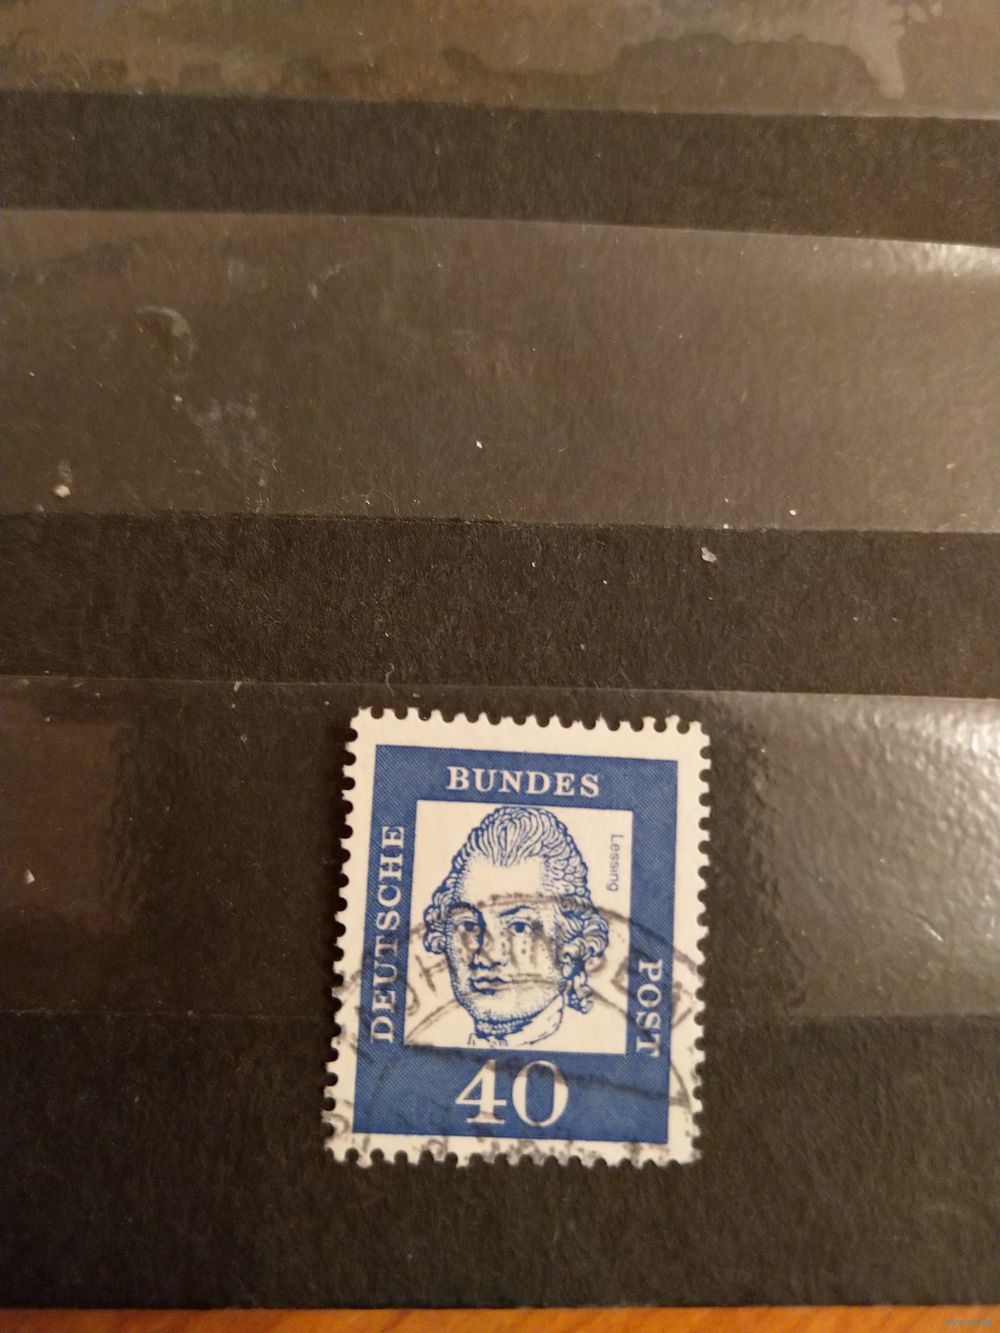 BUNDES
DEUTSCHE
POST
Lessing
40